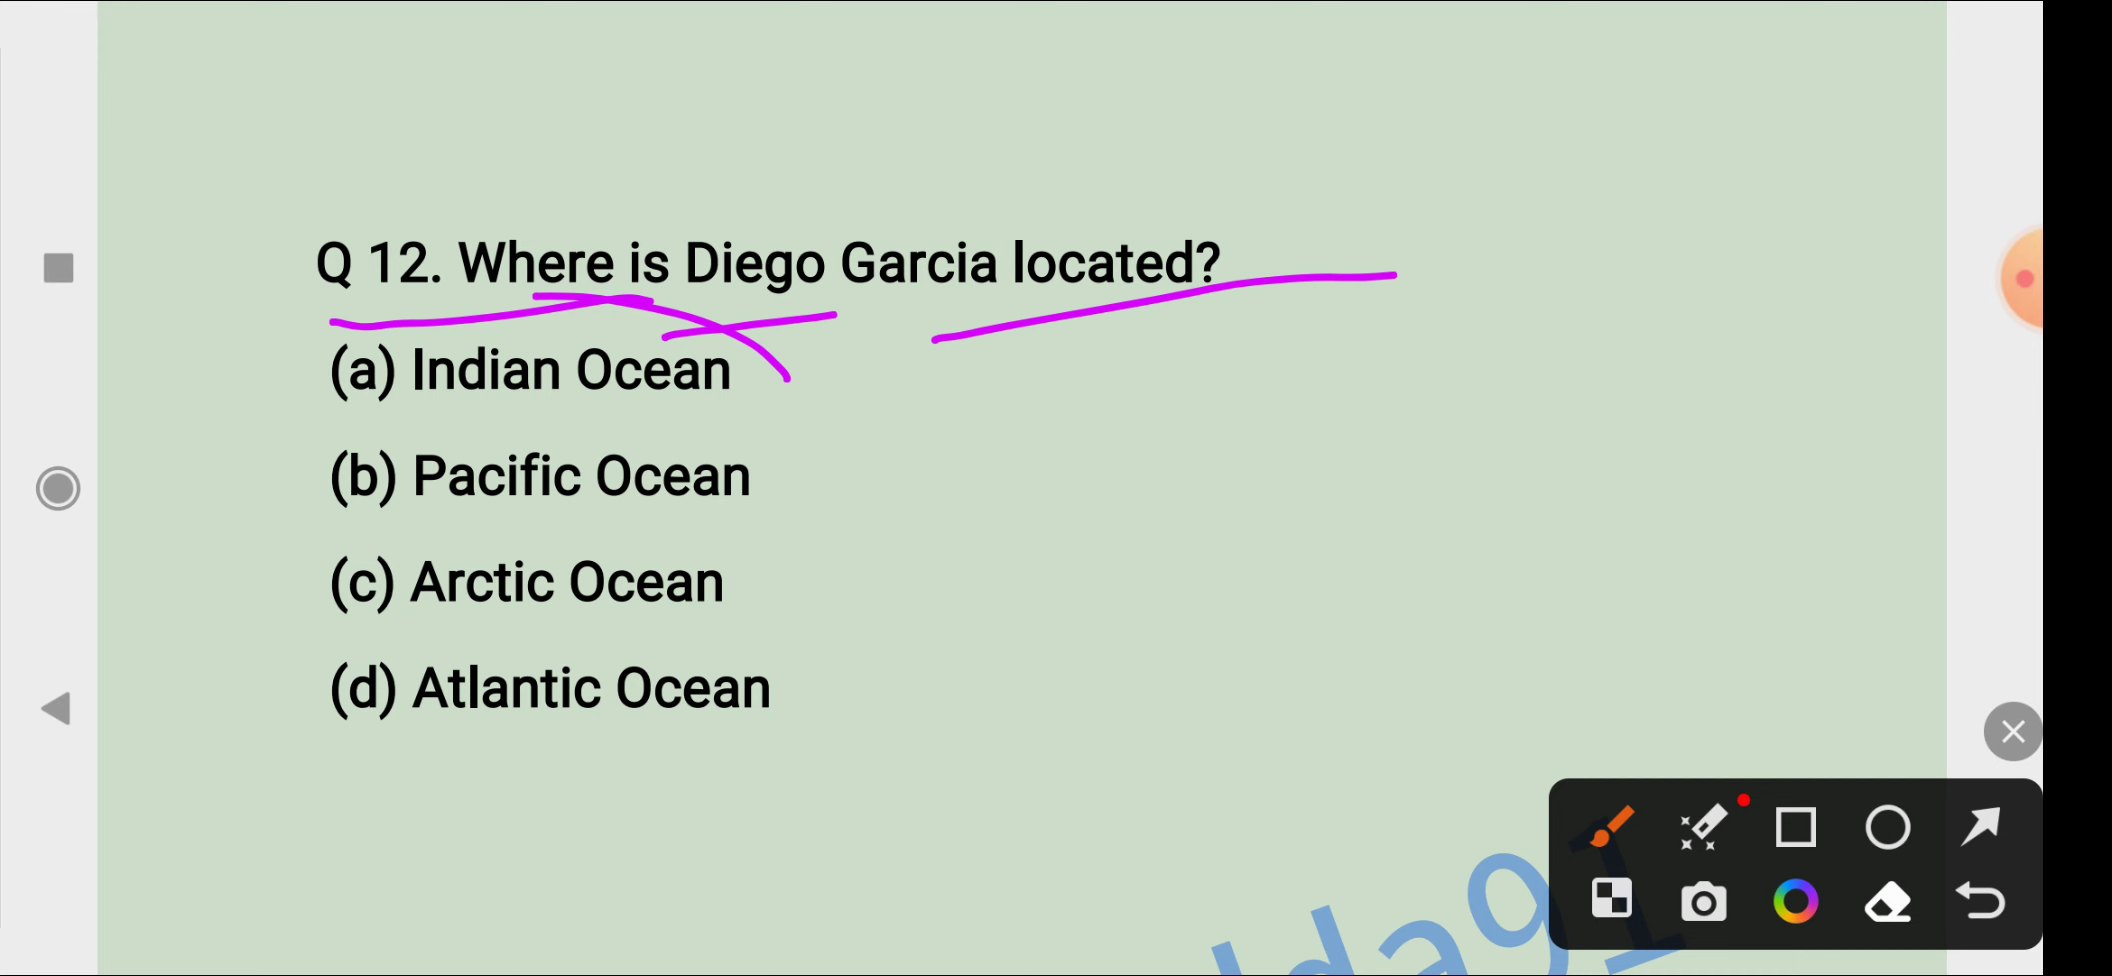 Q 12. Where is Diego Garcia located?
(a) Indian Ocean
(b) Pacific Ocean
(c) Arctic Ocean
(d) Atlantic Ocean